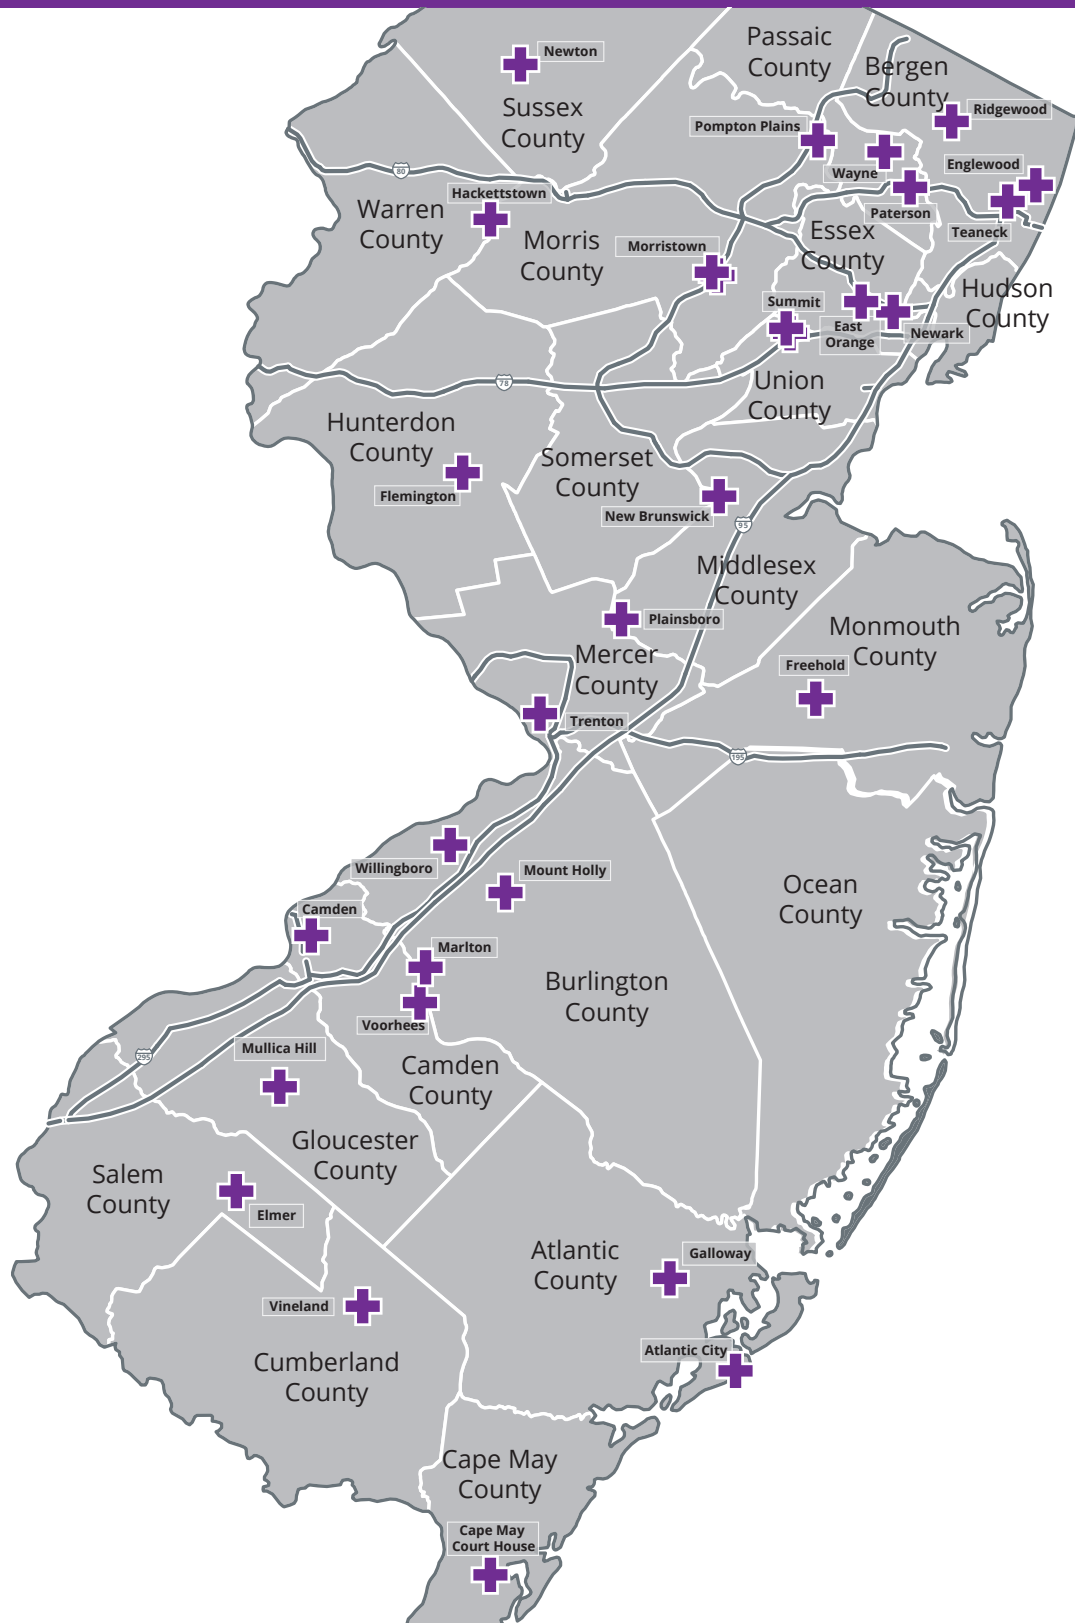 Passaic
County
Bergen
County
Newton
Sussex
County
Ridgewood
Pompton Plains
Wayne
Englewood
80
Hackettstown
Paterson
Warren
County
Teaneck
Essex
County
Morris
County
Morristown
Hudson
County
Summit
East
Orange
Newark
78
Union
County
Hunterdon
County
Somerset
County
Flemington
New Brunswick
95
Middlesex
County
Plainsboro
Monmouth
County
Mercer
County
Freehold
Trenton
195
Willingboro
Mount Holly
Ocean
County
Camden
Marlton
Burlington
County
Voorhees
295
Mullica Hill
Camden
County
Gloucester
County
Salem
County
Elmer
Atlantic
County
Galloway
Vineland
Atlantic City
Cumberland
County
Cape May
County
Cape May
Court House